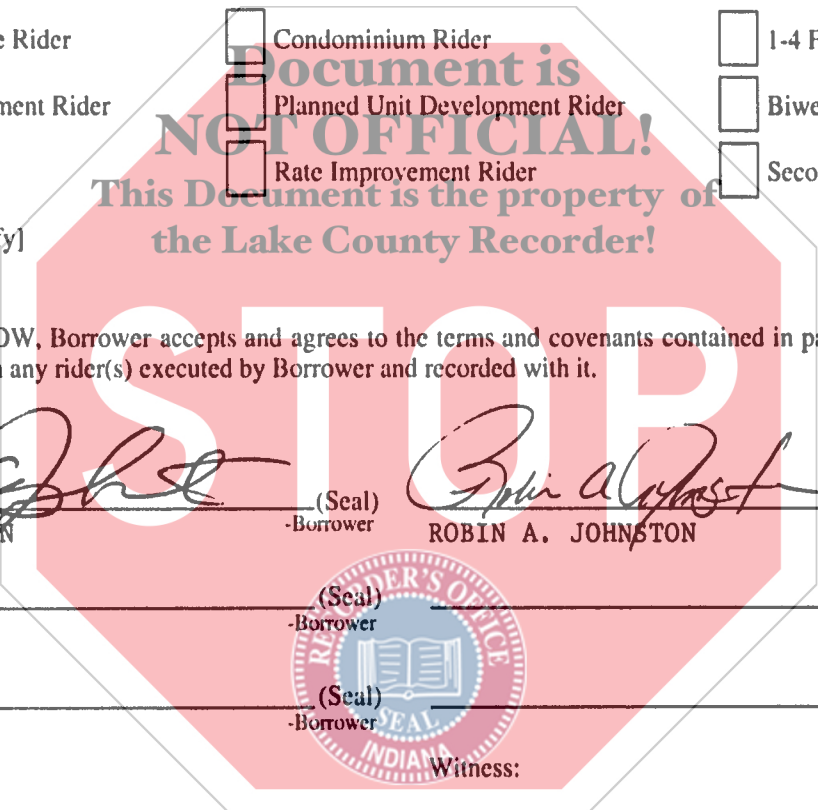 e Rider Condominium Rider 1-4 F
Document is
ment Rider Planned Unit Development Rider Biwe
NOT OFFICIAL!
Rate Improvement Rider Seco
This Document is the property of
the Lake County Recorder!
fy]
STOP
OW, Borrower accepts and agrees to the terms and covenants contained in pa
n any rider(s) executed by Borrower and recorded with it.
(Seal) Robin A Johnston
-Borrower
N ROBIN A. JOHNSTON
RECORDER'S OFFICE
(Seal)
-Borrower
(Seal)
-Borrower
SEAL
INDIANA
Witness: